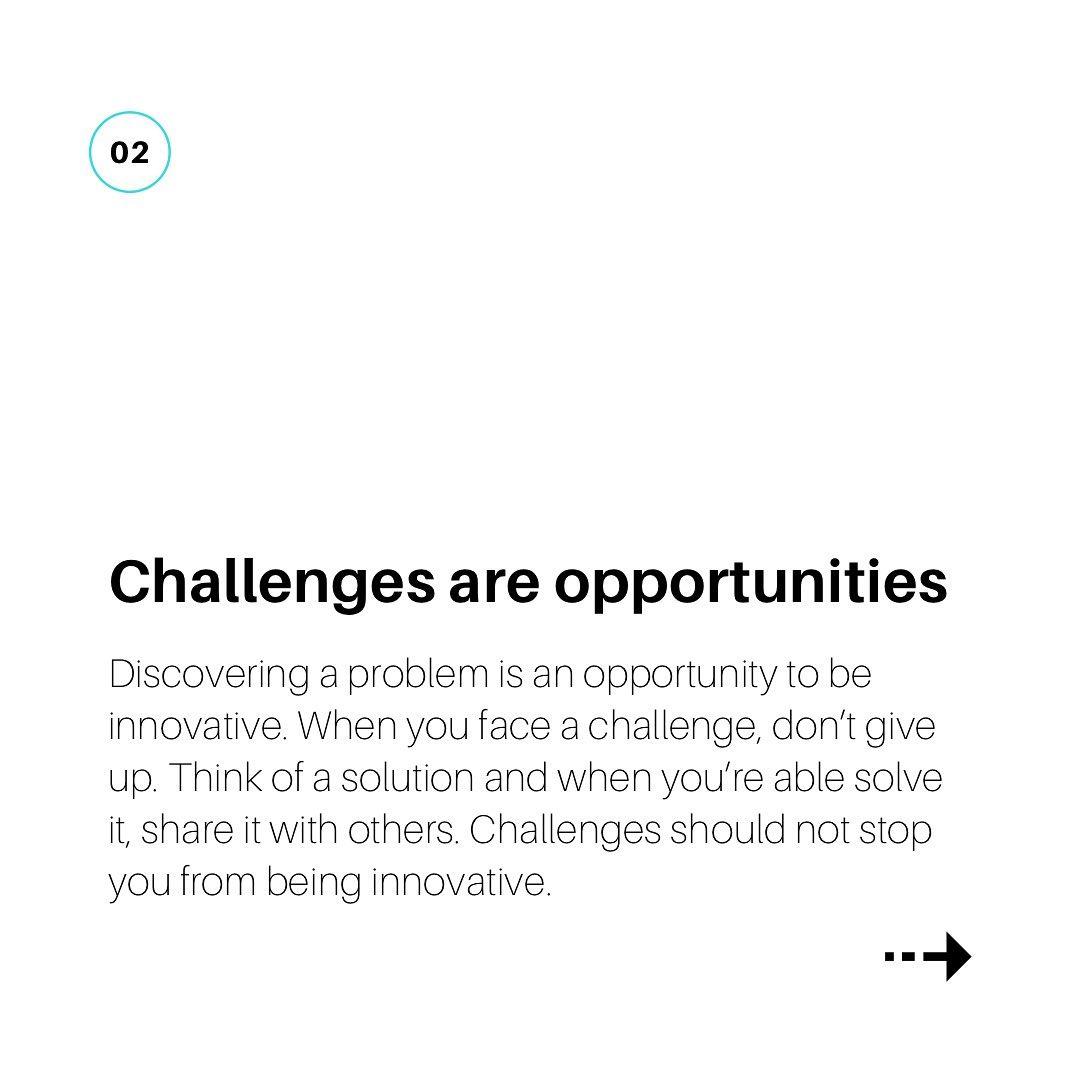 02
Challenges are opportunities
Discovering a problem is an opportunity to be
innovative. When you face a challenge, don’t give
up. Think of a solution and when you’re able solve
it, share it with others. Challenges should not stop
you from being innovative.